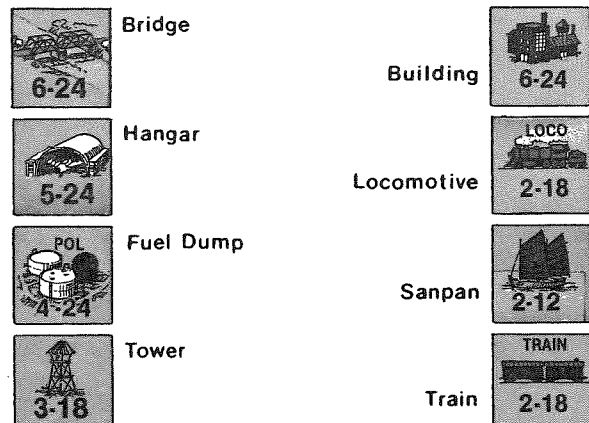 Bridge
6-24
Building
6-24
Hangar
5-24
LOCO
Locomotive
2-18
POL
Fuel Dump
4-24
Sanpan
2-12
Tower
3-18
TRAIN
Train
2-18